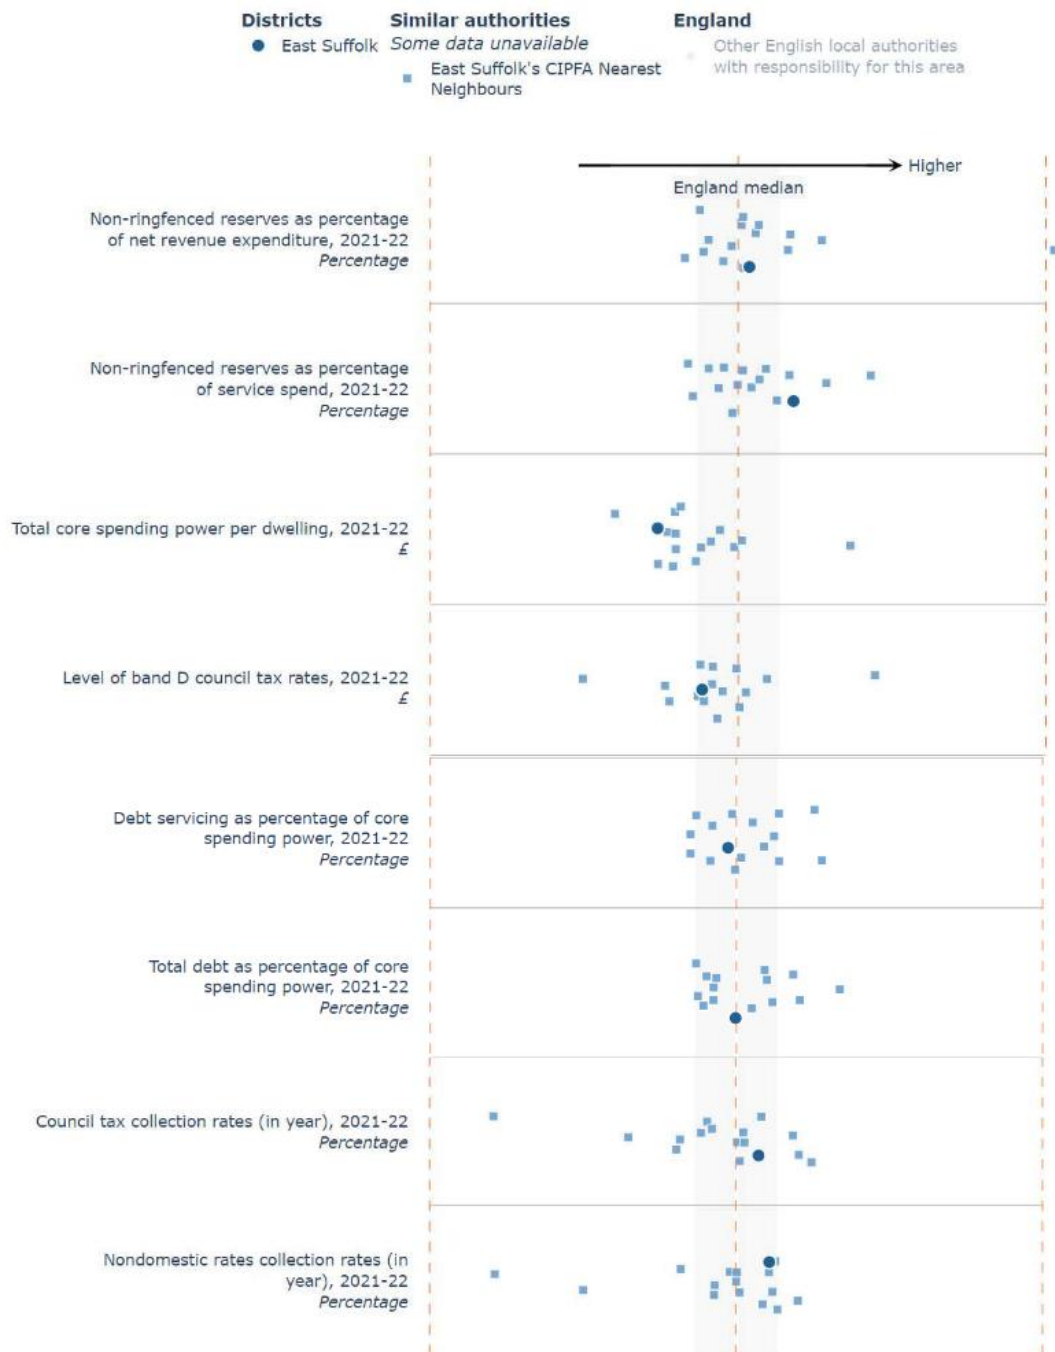 Districts
East Suffolk
Similar authorities
Some data unavailable
East Suffolk's CIPFA Nearest
Neighbours
England
Other English local authorities
with responsibility for this area
Higher
England median
Non-ringfenced reserves as percentage
of net revenue expenditure, 2021-22
Percentage
Non-ringfenced reserves as percentage
of service spend, 2021-22
Percentage
Total core spending power per dwelling, 2021-22
£
Level of band D council tax rates, 2021-22
£
Debt servicing as percentage of core
spending power, 2021-22
Percentage
Total debt as percentage of core
spending power, 2021-22
Percentage
Council tax collection rates (in year), 2021-22
Percentage
Nondomestic rates collection rates (in
year), 2021-22
Percentage